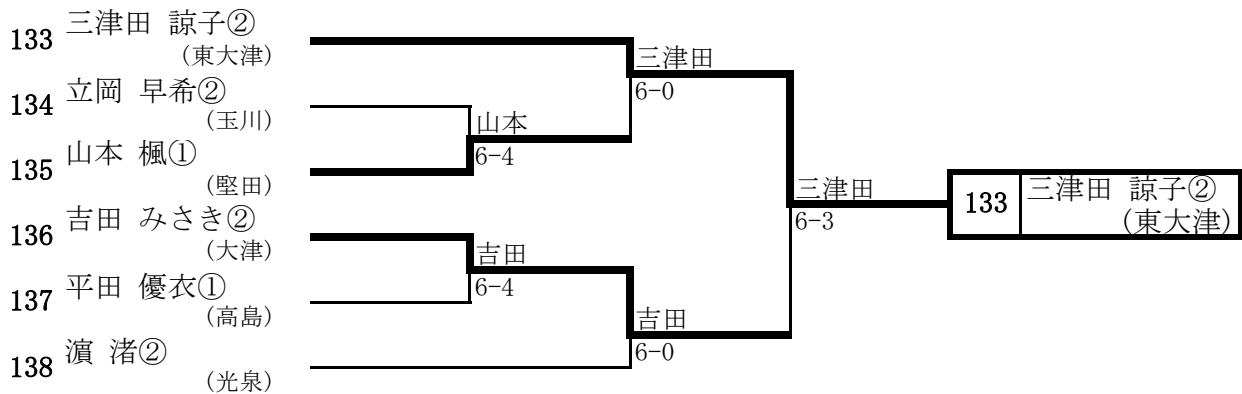 133 三津田 諒子②
(東大津)
134 立岡 早希②
(玉川)
135 山本 楓①
(堅田)
136 吉田 みさき②
(大津)
137 平田 優衣①
(高島)
138 濵 渚②
(光泉)
山本
6-4
吉田
6-4
三津田
6-0
吉田
6-0
三津田
6-3
133 三津田 諒子②
(東大津)